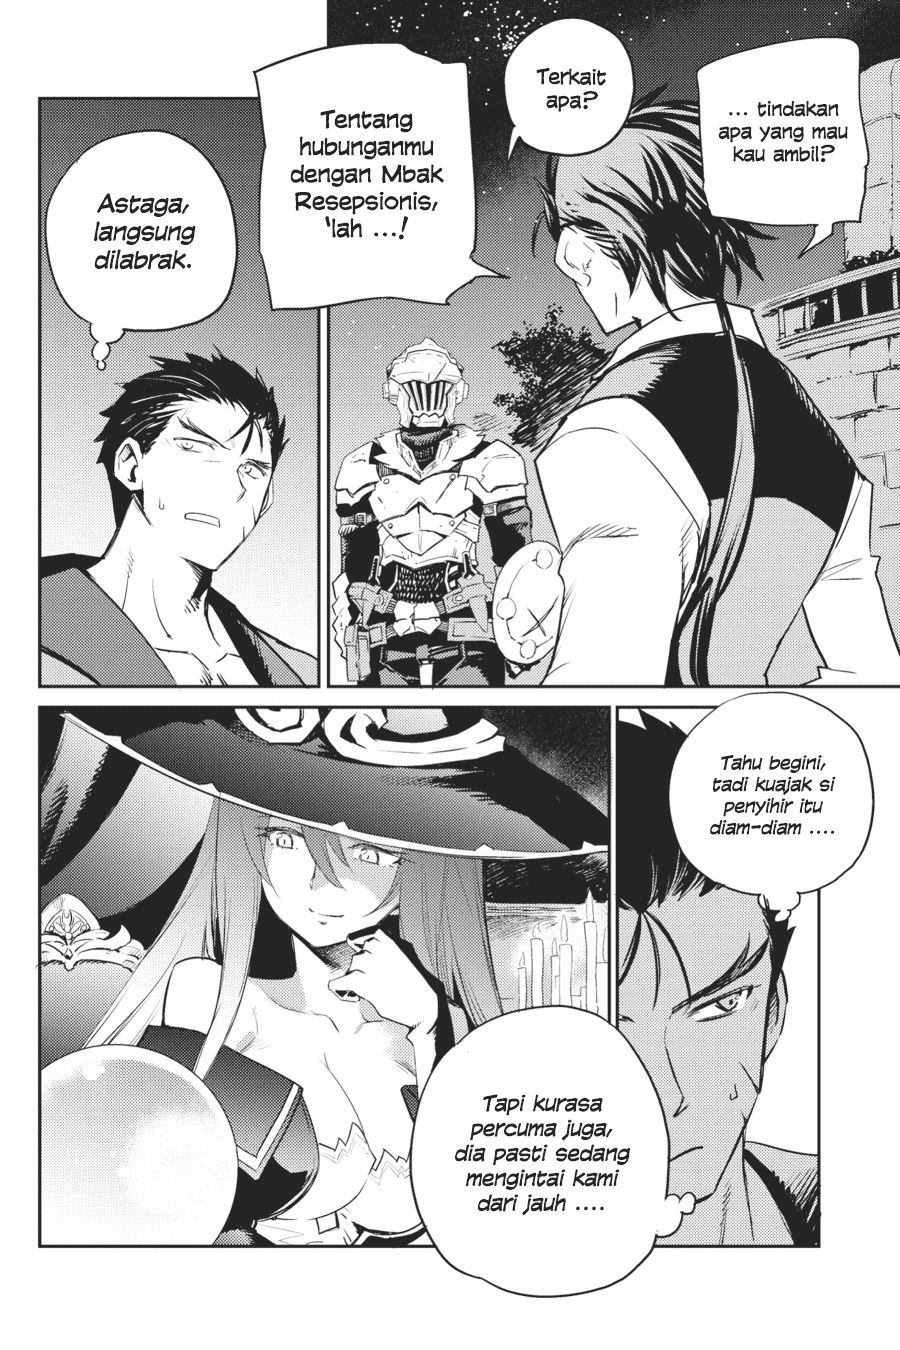 ... tindakan
apa yang mau
kau ambil?
Terkait
apa?
Tentang
hubunganmu
dengan Mbak
Resepsionis,
'lah ...!
Astaga,
langsung
dilabrak.
Tahu begini,
tadi kuajak si
penyihir itu
diam-diam ....
Tapi kurasa
percuma juga,
dia pasti sedang
mengintai kami
dari jauh ....